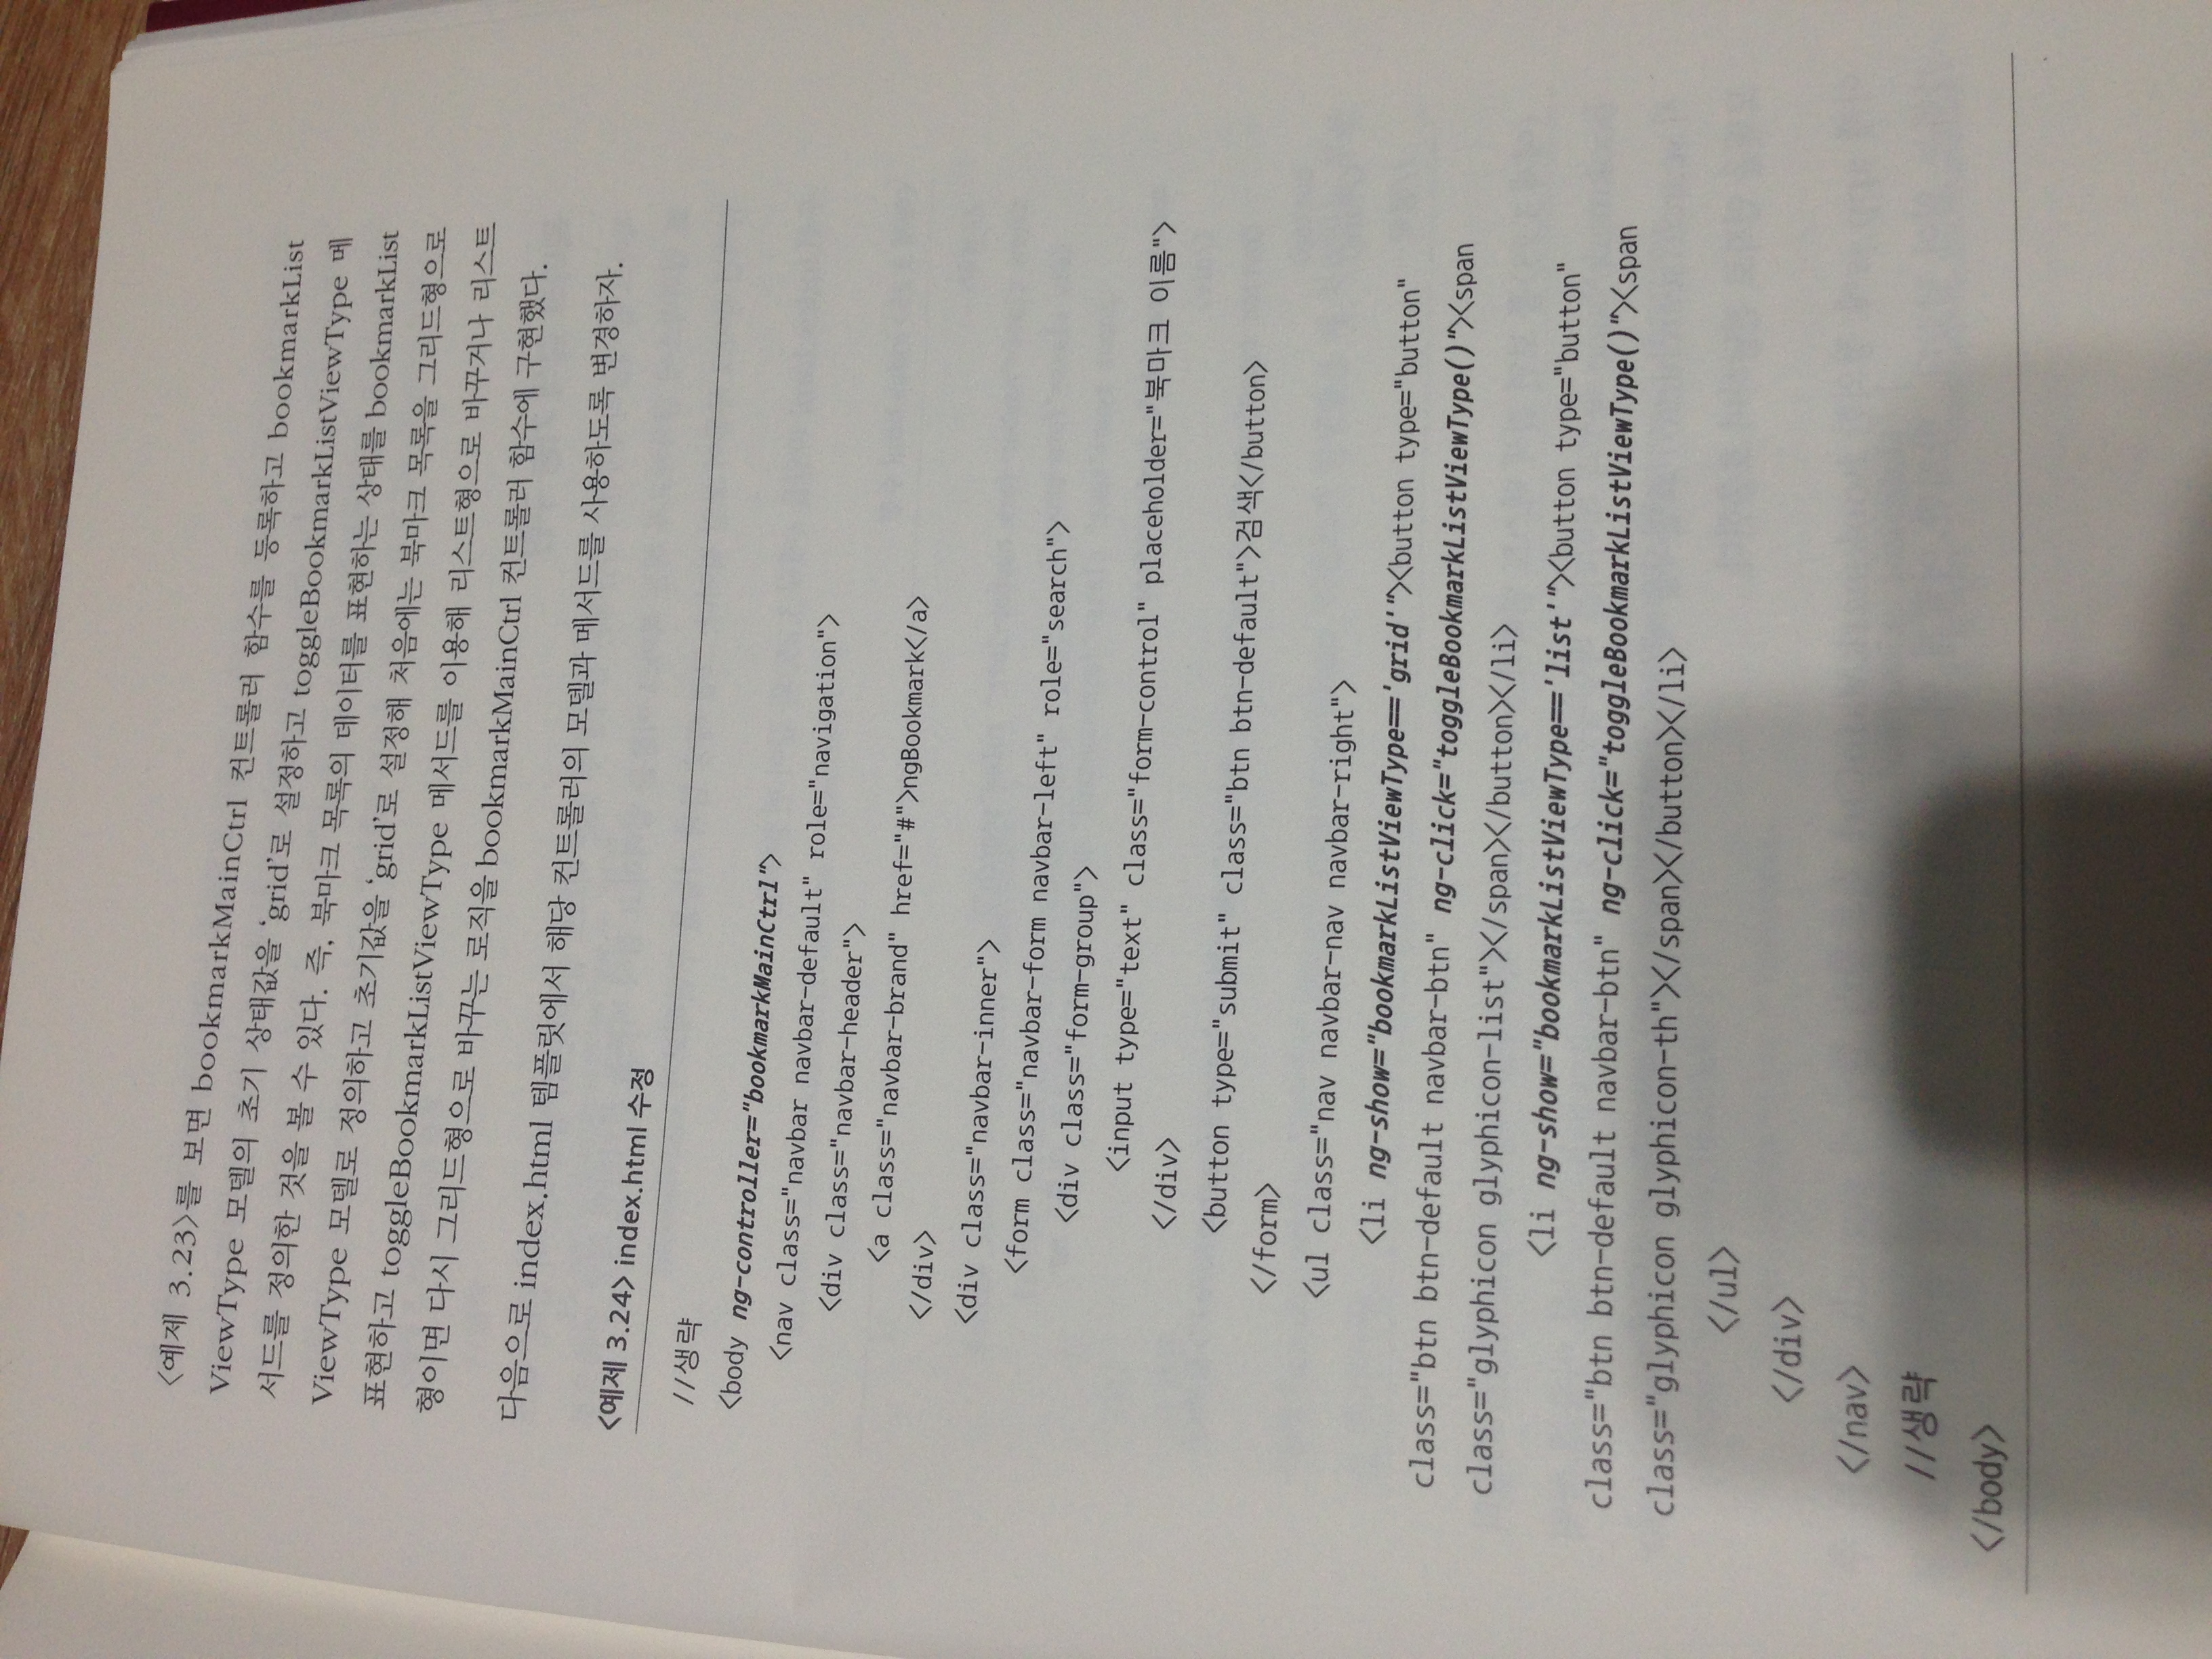 <예제 3.23>를 보면 bookmarkMainCtrl 컨트롤러 함수를 등록하고 bookmarkList
ViewType 모델의 초기 상태값을 ‘grid’로 설정하고 toggleBookmarkListViewType 메
서드를 정의한 것을 볼 수 있다. 즉, 북마크 목록의 데이터를 표현하는 상태를 bookmarkList
ViewType 모델로 정의하고 초기값을 ‘grid’로 설정해 처음에는 북마크 목록을 그리드형으로
표현하고 toggleBookmarkListViewType 메서드를 이용해 리스트형으로 바꾸거나 리스트
형이면 다시 그리드형으로 바꾸는 로직을 bookmarkMainCtrl 컨트롤러 함수에 구현했다.
다음으로 index.html 템플릿에서 해당 컨트롤러의 모델과 메서드를 사용하도록 변경하자.
<예제 3.24> index.html 수정
//생략
<body ng-controller="bookmarkMainCtrl">
<nav class="navbar navbar-default" role="navigation">
<div class="navbar-header">
<a class="navbar-brand" href="#">ngBookmark</a>
</div>
<div class="navbar-inner">
<form class="navbar-form navbar-left" role="search">
<div class="form-group">
<input type="text" class="form-control" placeholder="북마크 이름">
</div>
<button type="submit" class="btn btn-default">검색</button>
</form>
<ul class="nav navbar-nav navbar-right">
<li ng-show="bookmarkListViewType=='grid'"><button type="button"
class="btn btn-default navbar-btn" ng-click="toggleBookmarkListViewType()"><span
class="glyphicon glyphicon-list"></span></button></li>
<li ng-show="bookmarkListViewType=='list'"><button type="button"
class="btn btn-default navbar-btn" ng-click="toggleBookmarkListViewType()"><span
class="glyphicon glyphicon-th"></span></button></li>
</ul>
</div>
</nav>
//생략
</body>